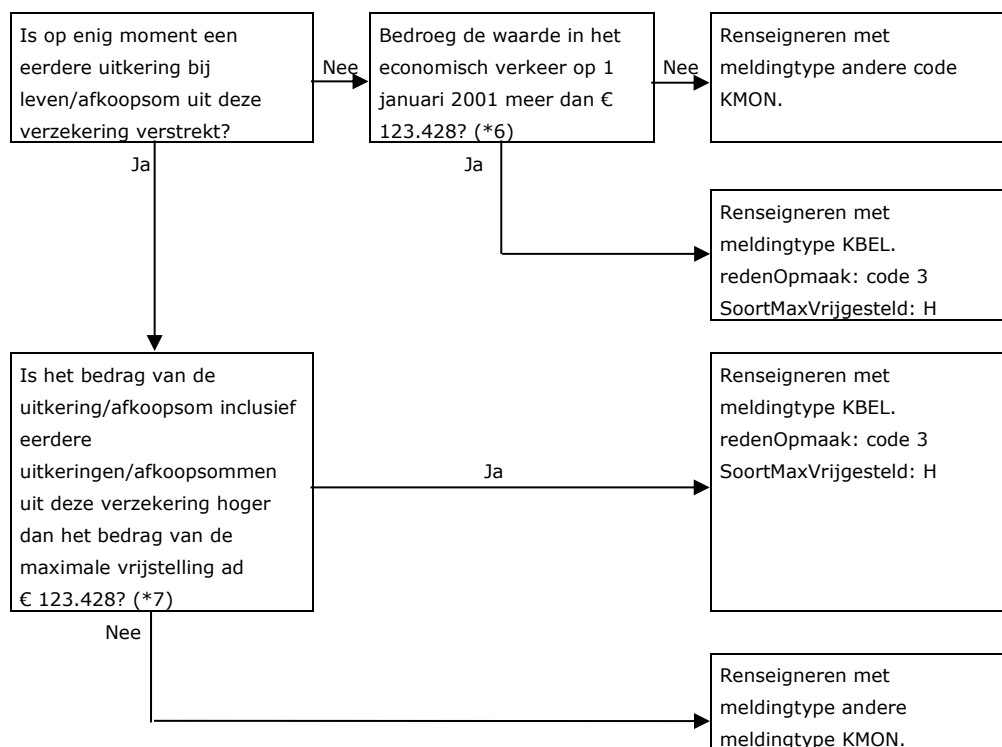 Is op enig moment een
eerdere uitkering bij
leven/afkoopsom uit deze
verzekering verstrekt?
Nee
Bedroeg de waarde in het
economisch verkeer op 1
januari 2001 meer dan €
123.428? (*6)
Nee
Renseigneren met
meldingtype andere code
KMON.
Ja
Ja
Renseigneren met
meldingtype KBEL.
redenOpmaak: code 3
SoortMaxVrijgesteld: H
Is het bedrag van de
uitkering/afkoopsom inclusief
eerdere
uitkeringen/afkoopsommen
uit deze verzekering hoger
dan het bedrag van de
maximale vrijstelling ad
€ 123.428? (*7)
Ja
Renseigneren met
meldingtype KBEL.
redenOpmaak: code 3
SoortMaxVrijgesteld: H
Nee
Renseigneren met
meldingtype andere
meldingtype KMON.